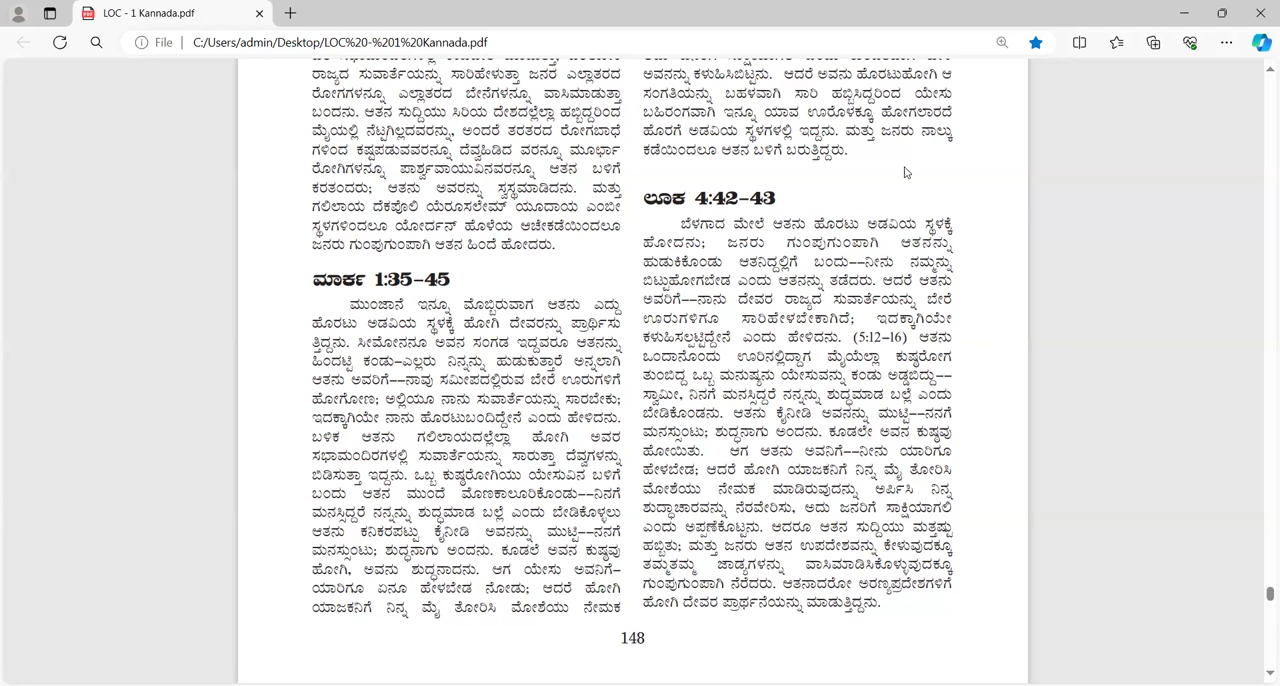 LOC - 1 Kannada.pdf
File
C:/Users/admin/Desktop/LOC%20-%201%20Kannada.pdf
ರಾಜ್ಯದ ಸುವಾರ್ತೆಯನ್ನು ಸಾರಿಹೇಳುತ್ತಾ ಜನರ ಎಲ್ಲಾತರದ
ರೋಗಗಳನ್ನೂ ಎಲ್ಲಾತರದ ಬೇನೆಗಳನ್ನೂ ವಾಸಿಮಾಡುತ್ತಾ
ಬಂದನು. ಆತನ ಸುದ್ದಿಯು ಸಿರಿಯ ದೇಶದಲ್ಲೆಲ್ಲಾ ಹಬ್ಬಿದ್ದರಿಂದ
ಮೈಯಲ್ಲಿ ನೆಟ್ಟಗಿಲ್ಲದವರನ್ನು, ಅಂದರೆ ತರತರದ ರೋಗಬಾಧೆ
ಗಳಿಂದ ಕಷ್ಟಪಡುವವರನ್ನೂ ದೆವ್ವಹಿಡಿದ ವರನ್ನೂ ಮೂರ್ಛಾ
ರೋಗಿಗಳನ್ನೂ ಪಾರ್ಶ್ವವಾಯುವಿನವರನ್ನೂ ಆತನ ಬಳಿಗೆ
ಕರತಂದರು; ಆತನು ಅವರನ್ನು ಸ್ವಸ್ಥಮಾಡಿದನು. ಮತ್ತು
ಗಲಿಲಾಯ ದೆಕಪೊಲಿ ಯೆರೂಸಲೇಮ್ ಯೂದಾಯ ಎಂಬೀ
ಸ್ಥಳಗಳಿಂದಲೂ ಯೋರ್ದನ್ ಹೊಳೆಯ ಆಚೇಕಡೆಯಿಂದಲೂ
ಜನರು ಗುಂಪುಗುಂಪಾಗಿ ಆತನ ಹಿಂದೆ ಹೋದರು.
ಮಾರ್ಕ 1:35-45
ಮುಂಜಾನೆ ಇನ್ನೂ ಮೊಬ್ಬಿರುವಾಗ ಆತನು ಎದ್ದು
ಹೊರಟು ಅಡವಿಯ ಸ್ಥಳಕ್ಕೆ ಹೋಗಿ ದೇವರನ್ನು ಪ್ರಾರ್ಥಿಸು
ತ್ತಿದ್ದನು. ಸೀಮೋನನೂ ಅವನ ಸಂಗಡ ಇದ್ದವರೂ ಆತನನ್ನು
ಹಿಂದಟ್ಟಿ ಕಂಡು-ಎಲ್ಲರು ನಿನ್ನನ್ನು ಹುಡುಕುತ್ತಾರೆ ಅನ್ನಲಾಗಿ
ಆತನು ಅವರಿಗೆ--ನಾವು ಸಮೀಪದಲ್ಲಿರುವ ಬೇರೆ ಊರುಗಳಿಗೆ
ಹೋಗೋಣ; ಅಲ್ಲಿಯೂ ನಾನು ಸುವಾರ್ತೆಯನ್ನು ಸಾರಬೇಕು;
ಇದಕ್ಕಾಗಿಯೇ ನಾನು ಹೊರಟುಬಂದಿದ್ದೇನೆ ಎಂದು ಹೇಳಿದನು.
ಬಳಿಕ ಆತನು ಗಲಿಲಾಯದಲ್ಲೆಲ್ಲಾ ಹೋಗಿ ಅವರ
ಸಭಾಮಂದಿರಗಳಲ್ಲಿ ಸುವಾರ್ತೆಯನ್ನು ಸಾರುತ್ತಾ ದೆವ್ವಗಳನ್ನು
ಬಿಡಿಸುತ್ತಾ ಇದ್ದನು. ಒಬ್ಬ ಕುಷ್ಠರೋಗಿಯು ಯೇಸುವಿನ ಬಳಿಗೆ
ಬಂದು ಆತನ ಮುಂದೆ ಮೊಣಕಾಲೂರಿಕೊಂಡು--ನಿನಗೆ
ಮನಸ್ಸಿದ್ದರೆ ನನ್ನನ್ನು ಶುದ್ಧಮಾಡ ಬಲ್ಲೆ ಎಂದು ಬೇಡಿಕೊಳ್ಳಲು
ಆತನು ಕನಿಕರಪಟ್ಟು ಕೈನೀಡಿ ಅವನನ್ನು ಮುಟ್ಟಿ--ನನಗೆ
ಮನಸ್ಸುಂಟು; ಶುದ್ಧನಾಗು ಅಂದನು. ಕೂಡಲೆ ಅವನ ಕುಷ್ಠವು
ಹೋಗಿ, ಅವನು ಶುದ್ಧನಾದನು. ಆಗ ಯೇಸು ಅವನಿಗೆ-
ಯಾರಿಗೂ ಏನೂ ಹೇಳಬೇಡ ನೋಡು; ಆದರೆ ಹೋಗಿ
ಯಾಜಕನಿಗೆ ನಿನ್ನ ಮೈ ತೋರಿಸಿ ಮೋಶೆಯು ನೇಮಕ
ಅವನನ್ನು ಕಳುಹಿಸಿಬಿಟ್ಟನು. ಆದರೆ ಅವನು ಹೊರಟುಹೋಗಿ ಆ
ಸಂಗತಿಯನ್ನು ಬಹಳವಾಗಿ ಸಾರಿ ಹಬ್ಬಿಸಿದ್ದರಿಂದ ಯೇಸು
ಬಹಿರಂಗವಾಗಿ ಇನ್ನೂ ಯಾವ ಊರೊಳಕ್ಕೂ ಹೋಗಲಾರದೆ
ಹೊರಗೆ ಅಡವಿಯ ಸ್ಥಳಗಳಲ್ಲಿ ಇದ್ದನು. ಮತ್ತು ಜನರು ನಾಲ್ಕು
ಕಡೆಯಿಂದಲೂ ಆತನ ಬಳಿಗೆ ಬರುತ್ತಿದ್ದರು.
ಲೂಕ 4:42-43
ಬೆಳಗಾದ ಮೇಲೆ ಆತನು ಹೊರಟು ಅಡವಿಯ ಸ್ಥಳಕ್ಕೆ
ಹೋದನು; ಜನರು ಗುಂಪುಗುಂಪಾಗಿ ಆತನನ್ನು
ಹುಡುಕಿಕೊಂಡು ಆತನಿದ್ದಲ್ಲಿಗೆ ಬಂದು--ನೀನು ನಮ್ಮನ್ನು
ಬಿಟ್ಟುಹೋಗಬೇಡ ಎಂದು ಆತನನ್ನು ತಡೆದರು. ಆದರೆ ಆತನು
ಅವರಿಗೆ--ನಾನು ದೇವರ ರಾಜ್ಯದ ಸುವಾರ್ತೆಯನ್ನು ಬೇರೆ
ಊರುಗಳಿಗೂ ಸಾರಿಹೇಳಬೇಕಾಗಿದೆ; ಇದಕ್ಕಾಗಿಯೇ
ಕಳುಹಿಸಲ್ಪಟ್ಟಿದ್ದೇನೆ ಎಂದು ಹೇಳಿದನು. (5:12-16) ಆತನು
ಒಂದಾನೊಂದು ಊರಿನಲ್ಲಿದ್ದಾಗ ಮೈಯೆಲ್ಲಾ ಕುಷ್ಠರೋಗ
ತುಂಬಿದ್ದ ಒಬ್ಬ ಮನುಷ್ಯನು ಯೇಸುವನ್ನು ಕಂಡು ಅಡ್ಡಬಿದ್ದು--
ಸ್ವಾಮೀ, ನಿನಗೆ ಮನಸ್ಸಿದ್ದರೆ ನನ್ನನ್ನು ಶುದ್ಧಮಾಡ ಬಲ್ಲೆ ಎಂದು
ಬೇಡಿಕೊಂಡನು. ಆತನು ಕೈನೀಡಿ ಅವನನ್ನು ಮುಟ್ಟಿ--ನನಗೆ
ಮನಸ್ಸುಂಟು; ಶುದ್ಧನಾಗು ಅಂದನು. ಕೂಡಲೇ ಅವನ ಕುಷ್ಠವು
ಹೋಯಿತು. ಆಗ ಆತನು ಅವನಿಗೆ--ನೀನು ಯಾರಿಗೂ
ಹೇಳಬೇಡ; ಆದರೆ ಹೋಗಿ ಯಾಜಕನಿಗೆ ನಿನ್ನ ಮೈ ತೋರಿಸಿ
ಮೋಶೆಯು ನೇಮಕ ಮಾಡಿರುವುದನ್ನು ಅರ್ಪಿಸಿ ನಿನ್ನ
ಶುದ್ಧಾಚಾರವನ್ನು ನೆರವೇರಿಸು, ಅದು ಜನರಿಗೆ ಸಾಕ್ಷಿಯಾಗಲಿ
ಎಂದು ಅಪ್ಪಣೆಕೊಟ್ಟನು. ಆದರೂ ಆತನ ಸುದ್ದಿಯು ಮತ್ತಷ್ಟು
ಹಬ್ಬಿತು; ಮತ್ತು ಜನರು ಆತನ ಉಪದೇಶವನ್ನು ಕೇಳುವುದಕ್ಕೂ
ತಮ್ಮತಮ್ಮ ಜಾಡ್ಯಗಳನ್ನು ವಾಸಿಮಾಡಿಸಿಕೊಳ್ಳುವುದಕ್ಕೂ
ಗುಂಪುಗುಂಪಾಗಿ ನೆರೆದರು. ಆತನಾದರೋ ಅರಣ್ಯಪ್ರದೇಶಗಳಿಗೆ
ಹೋಗಿ ದೇವರ ಪ್ರಾರ್ಥನೆಯನ್ನು ಮಾಡುತ್ತಿದ್ದನು.
148